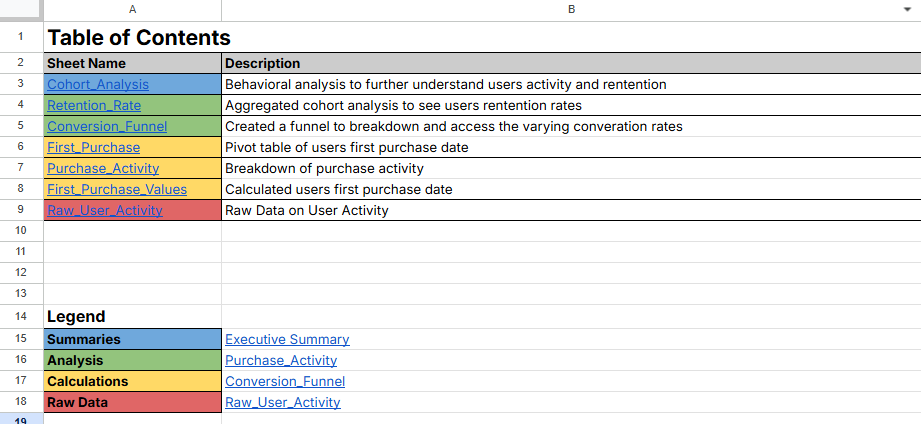 A B
1 Table of Contents
2 Sheet Name Description
3 Cohort_Analysis Behavioral analysis to further understand users activity and rentention
4 Retention_Rate Aggregated cohort analysis to see users rentention rates
5 Conversion_Funnel Created a funnel to breakdown and access the varying converation rates
6 First_Purchase Pivot table of users first purchase date
7 Purchase_Activity Breakdown of purchase activity
8 First_Purchase_Values Calculated users first purchase date
9 Raw_User_Activity Raw Data on User Activity
10
11
12
13
14 Legend
15 Summaries Executive Summary
16 Analysis Purchase_Activity
17 Calculations Conversion_Funnel
18 Raw Data Raw_User_Activity
19